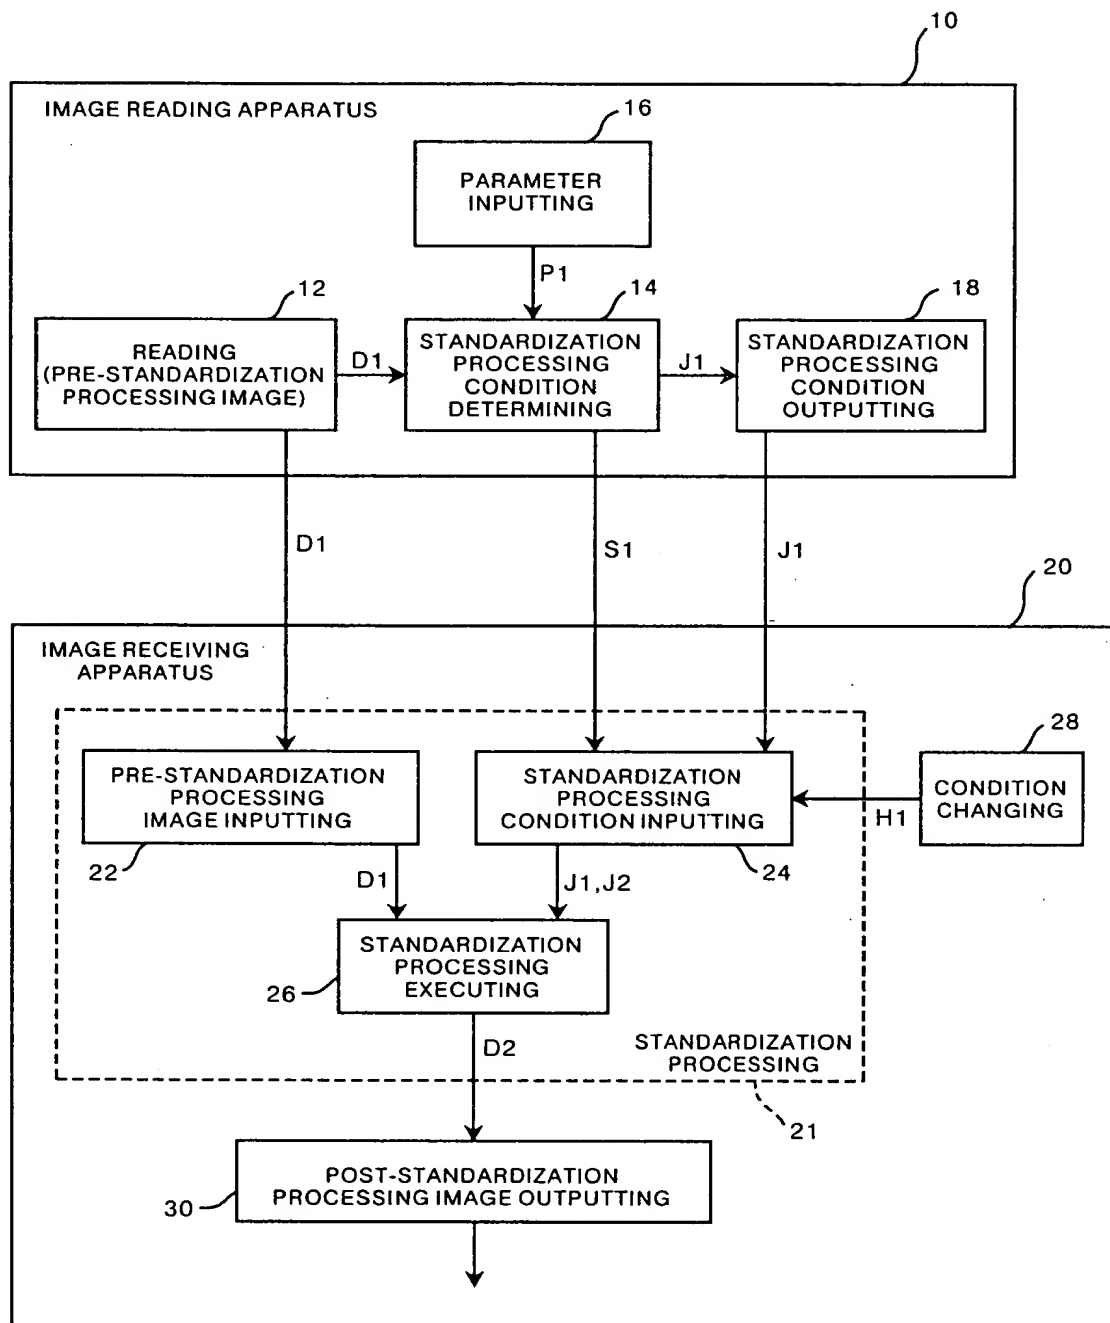 10
IMAGE READING APPARATUS
16
PARAMETER
INPUTTING
P1
12
14
18
READING
(PRE-STANDARDIZATION
PROCESSING IMAGE)
D1
STANDARDIZATION
PROCESSING
CONDITION
DETERMINING
J1
STANDARDIZATION
PROCESSING
CONDITION
OUTPUTTING
D1
S1
J1
20
IMAGE RECEIVING
APPARATUS
28
PRE-STANDARDIZATION
PROCESSING
IMAGE INPUTTING
STANDARDIZATION
PROCESSING
CONDITION INPUTTING
H1
CONDITION
CHANGING
22
24
D1
J1,J2
STANDARDIZATION
PROCESSING
EXECUTING
26
D2
STANDARDIZATION
PROCESSING
21
POST-STANDARDIZATION
PROCESSING IMAGE OUTPUTTING
30